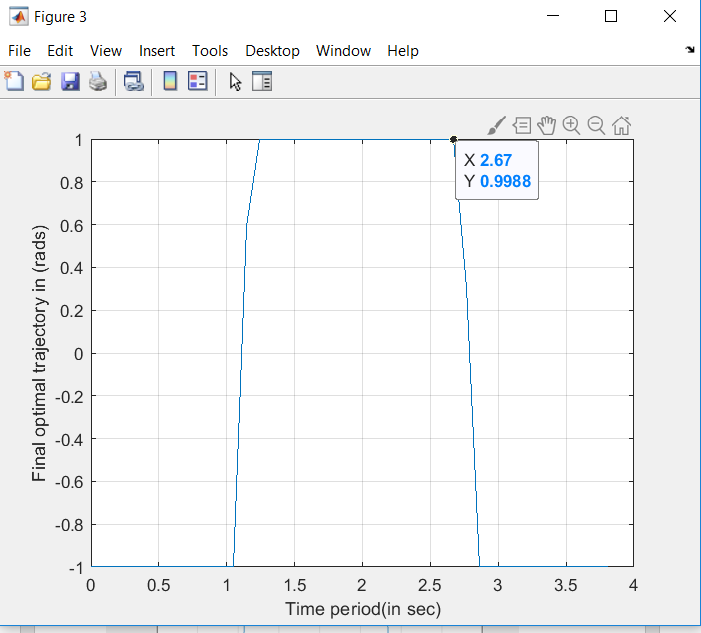 Figure 3
File Edit View Insert Tools Desktop Window Help
X 2.67
Y 0.9988
1
0.8
0.6
0.4
0.2
0
-0.2
-0.4
-0.6
-0.8
-1
Final optimal trajectory in (rads)
0 0.5 1 1.5 2 2.5 3 3.5 4
Time period(in sec)